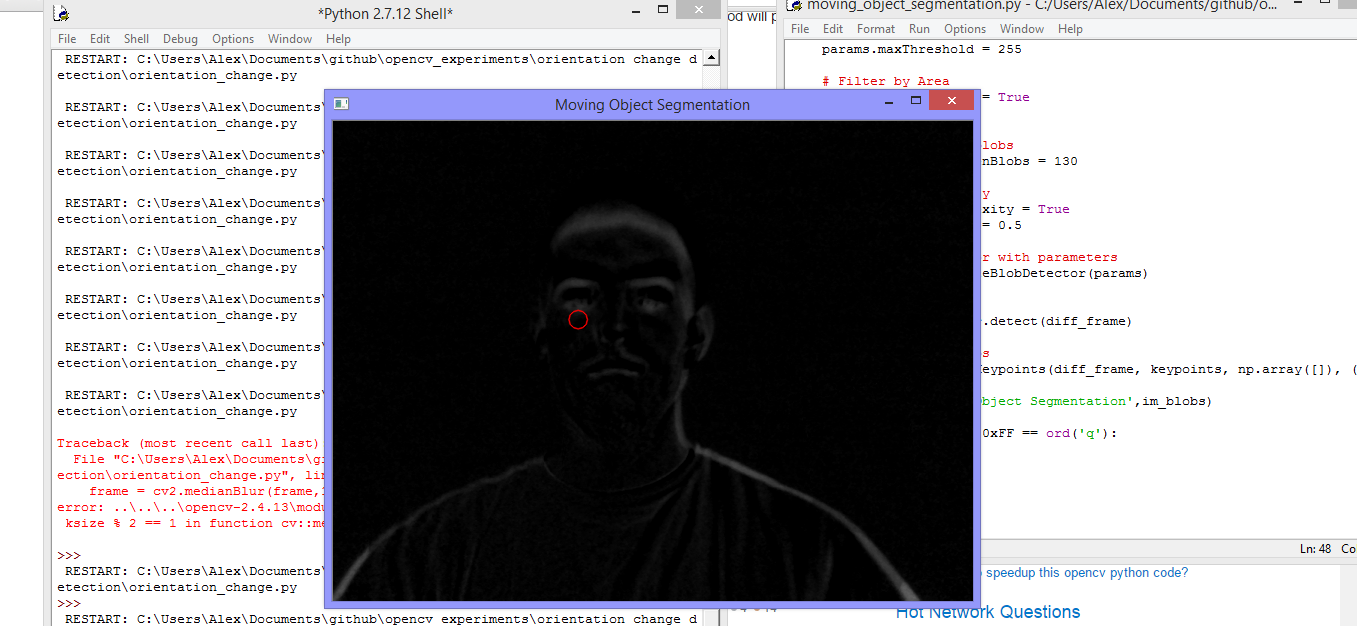 *Python 2.7.12 Shell*
File Edit Shell Debug Options Window Help
RESTART: C:\Users\Alex\Documents\github\opencv_experiments\orientation change d
etection\orientation_change.py
RESTART: C:\Users\Alex\Documents\
etection\orientation_change.py
RESTART: C:\Users\Alex\Documents\
etection\orientation_change.py
RESTART: C:\Users\Alex\Documents\
etection\orientation_change.py
RESTART: C:\Users\Alex\Documents\
etection\orientation_change.py
RESTART: C:\Users\Alex\Documents\
etection\orientation_change.py
RESTART: C:\Users\Alex\Documents\
etection\orientation_change.py
RESTART: C:\Users\Alex\Documents\
etection\orientation_change.py
Traceback (most recent call last)
File "C:\Users\Alex\Documents\gi
ection\orientation_change.py", lin
frame = cv2.medianBlur(frame,
error: ..\..\..\opencv-2.4.13\modu
ksize % 2 == 1 in function cv::me
>>>
RESTART: C:\Users\Alex\Documents\
etection\orientation_change.py
>>>
RESTART: C:\Users\Alex\Documents\github\opencv_experiments\orientation change d
od will p
Moving Object Segmentation
moving_object_segmentation.py - C:/Users/Alex/Documents/github/o...
File Edit Format Run Options Window Help
params.maxThreshold = 255
# Filter by Area
= True
lobs
nBlobs = 130
y
xity = True
= 0.5
r with parameters
eBlobDetector(params)
.detect(diff_frame)
s
eypoints(diff_frame, keypoints, np.array([]), (
bject Segmentation',im_blobs)
0xFF == ord('q'):
Ln: 48 Co
speedup this opencv python code?
Hot Network Questions